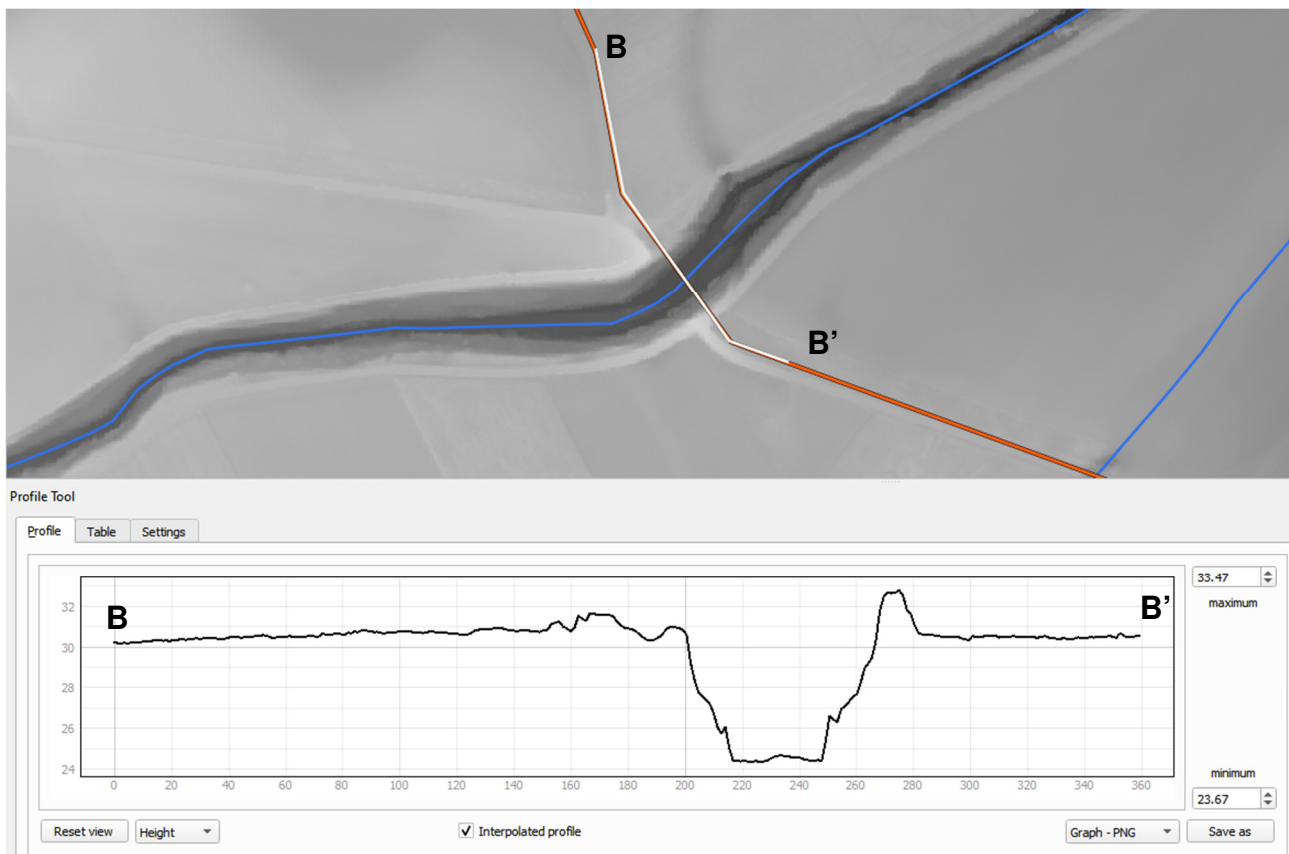 B
B’
Profile Tool
Profile Table Settings
33.47
maximum
B B’
32
30
28
26
24
0 20 40 60 80 100 120 140 160 180 200 220 240 260 280 300 320 340 360
minimum
23.67
Reset view Height Interpolated profile Graph - PNG Save as